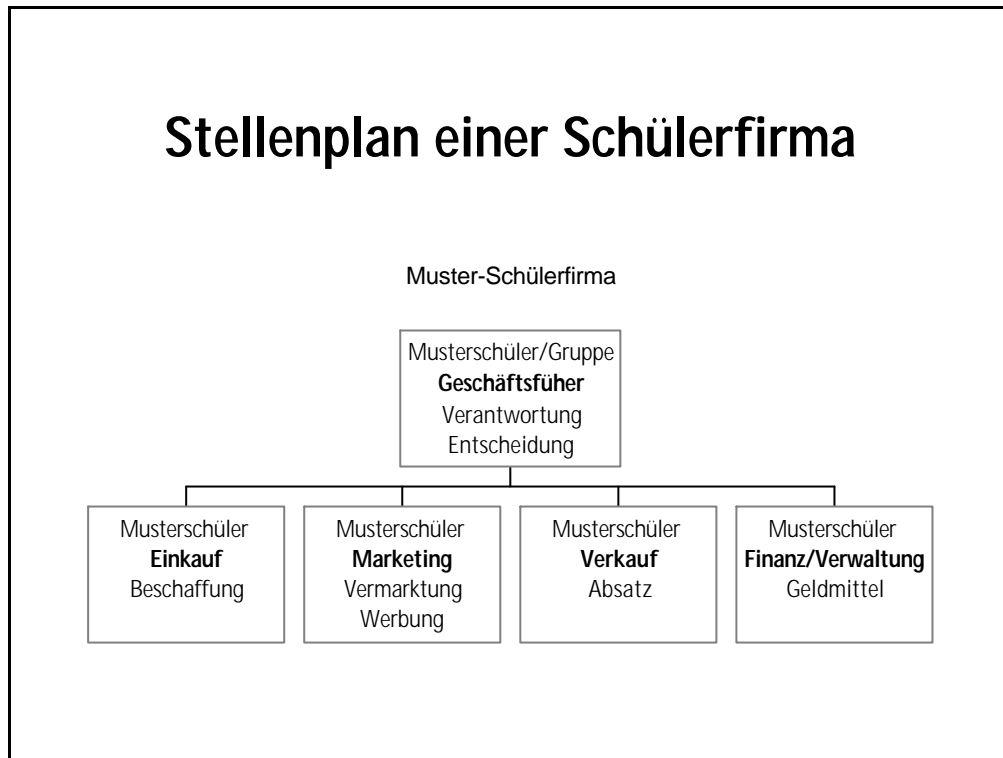 Stellenplan einer Schülerfirma
Muster-Schülerfirma
Musterschüler/Gruppe
Geschäftsfüher
Verantwortung
Entscheidung
Musterschüler
Einkauf
Beschaffung
Musterschüler
Marketing
Vermarktung
Werbung
Musterschüler
Verkauf
Absatz
Musterschüler
Finanz/Verwaltung
Geldmittel